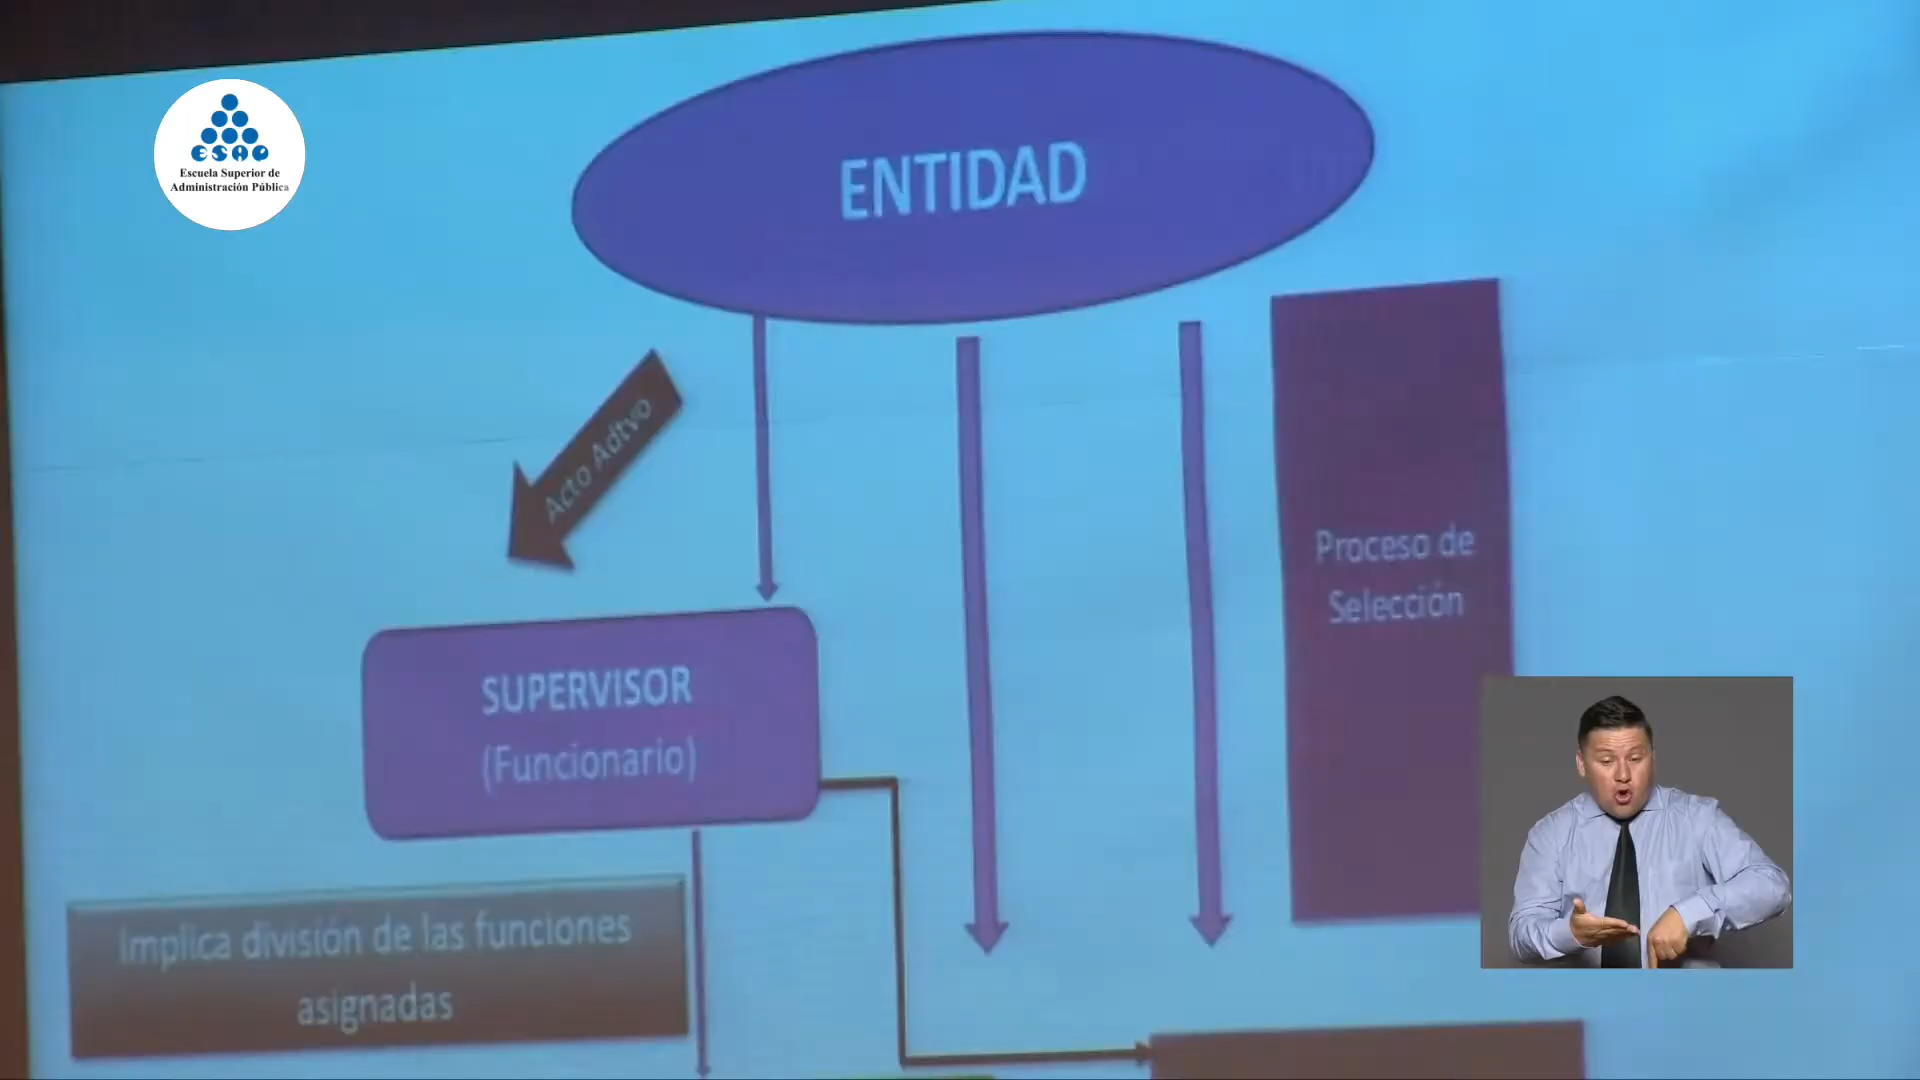 ESAP
Escuela Superior de
Administración Pública
ENTIDAD
Acto Adtvo
Proceso de
Selección
SUPERVISOR
(Funcionario)
Implica división de las funciones
asignadas